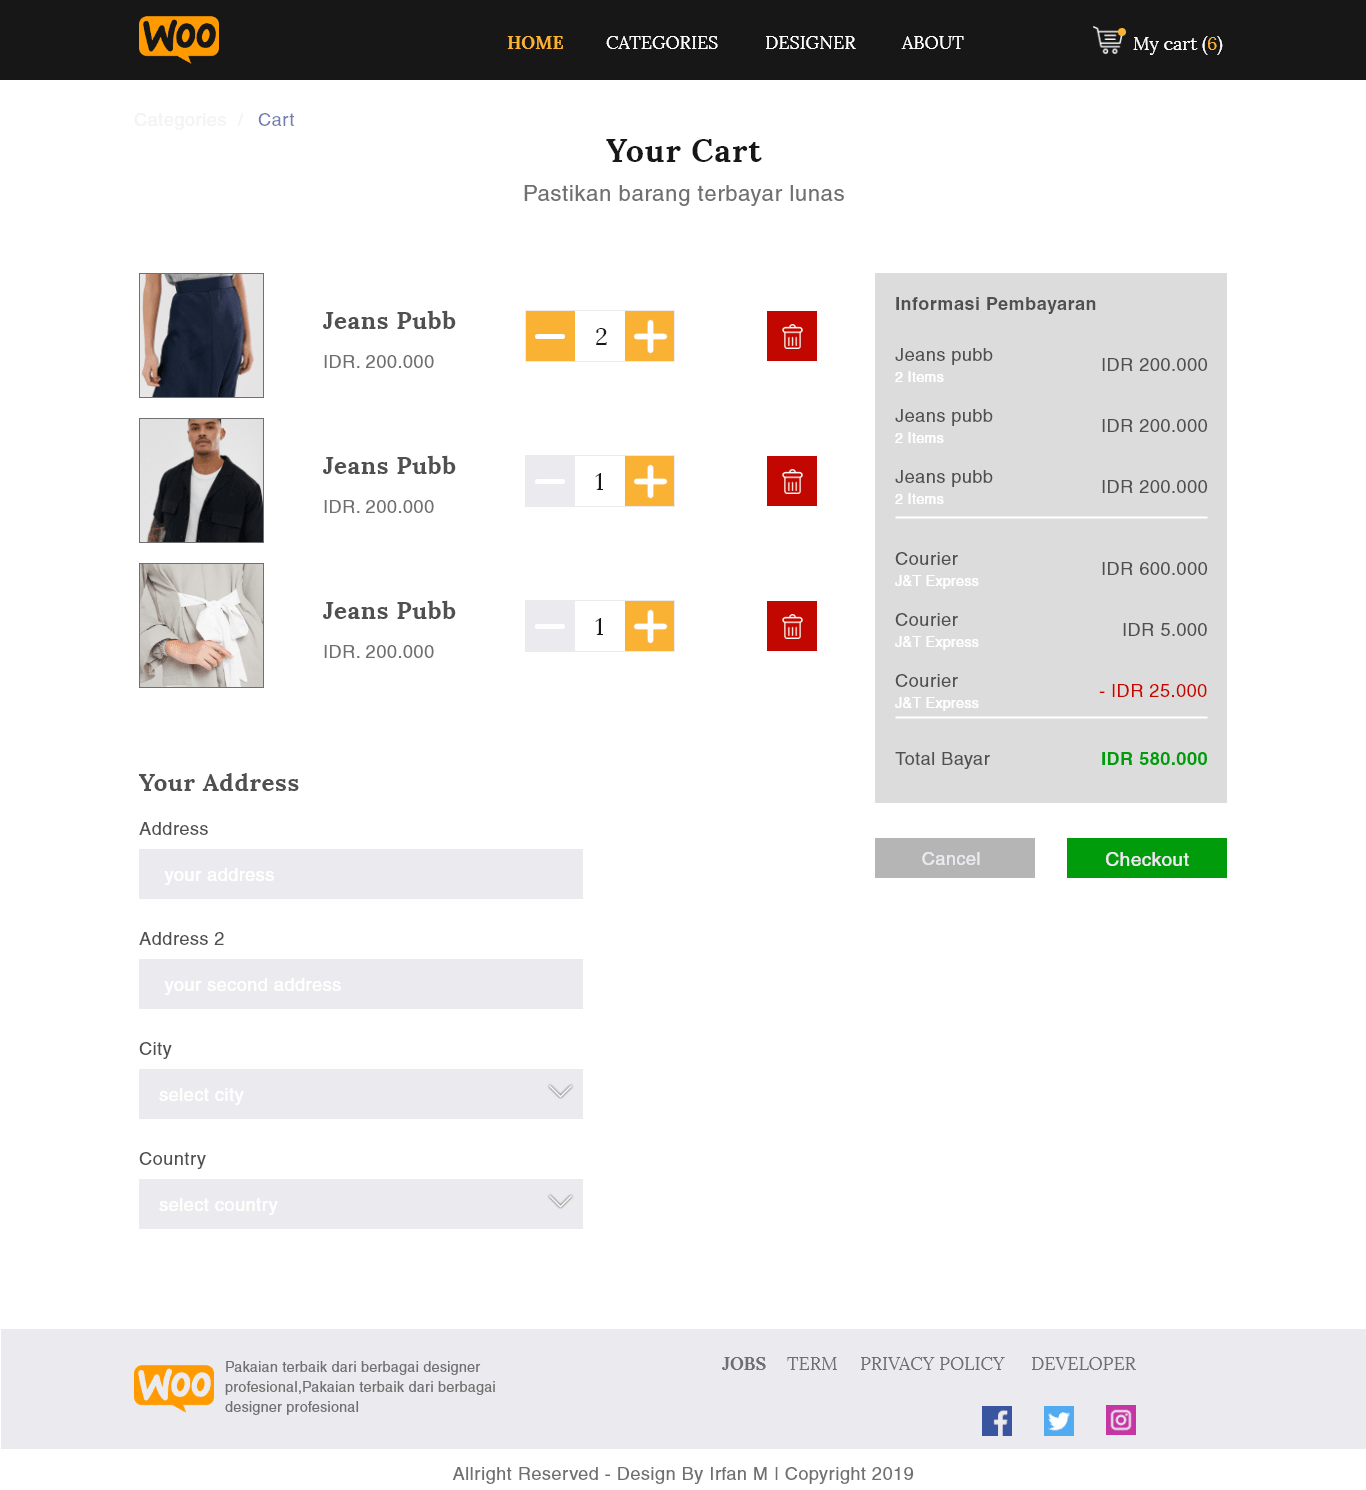 WOO
HOME CATEGORIES DESIGNER ABOUT
My cart (6)
Categories / Cart
Your Cart
Pastikan barang terbayar lunas
Jeans Pubb
IDR. 200.000
2
Jeans Pubb
IDR. 200.000
1
Jeans Pubb
IDR. 200.000
1
Informasi Pembayaran
Jeans pubb
2 Items
IDR 200.000
Jeans pubb
2 Items
IDR 200.000
Jeans pubb
2 Items
IDR 200.000
Courier
J&T Express
IDR 600.000
Courier
J&T Express
IDR 5.000
Courier
J&T Express
- IDR 25.000
Total Bayar IDR 580.000
Cancel
Checkout
Your Address
Address
your address
Address 2
your second address
City
select city
Country
select country
WOO
Pakaian terbaik dari berbagai designer
profesional,Pakaian terbaik dari berbagai
designer profesional
JOBS TERM PRIVACY POLICY DEVELOPER
Allright Reserved - Design By Irfan M | Copyright 2019